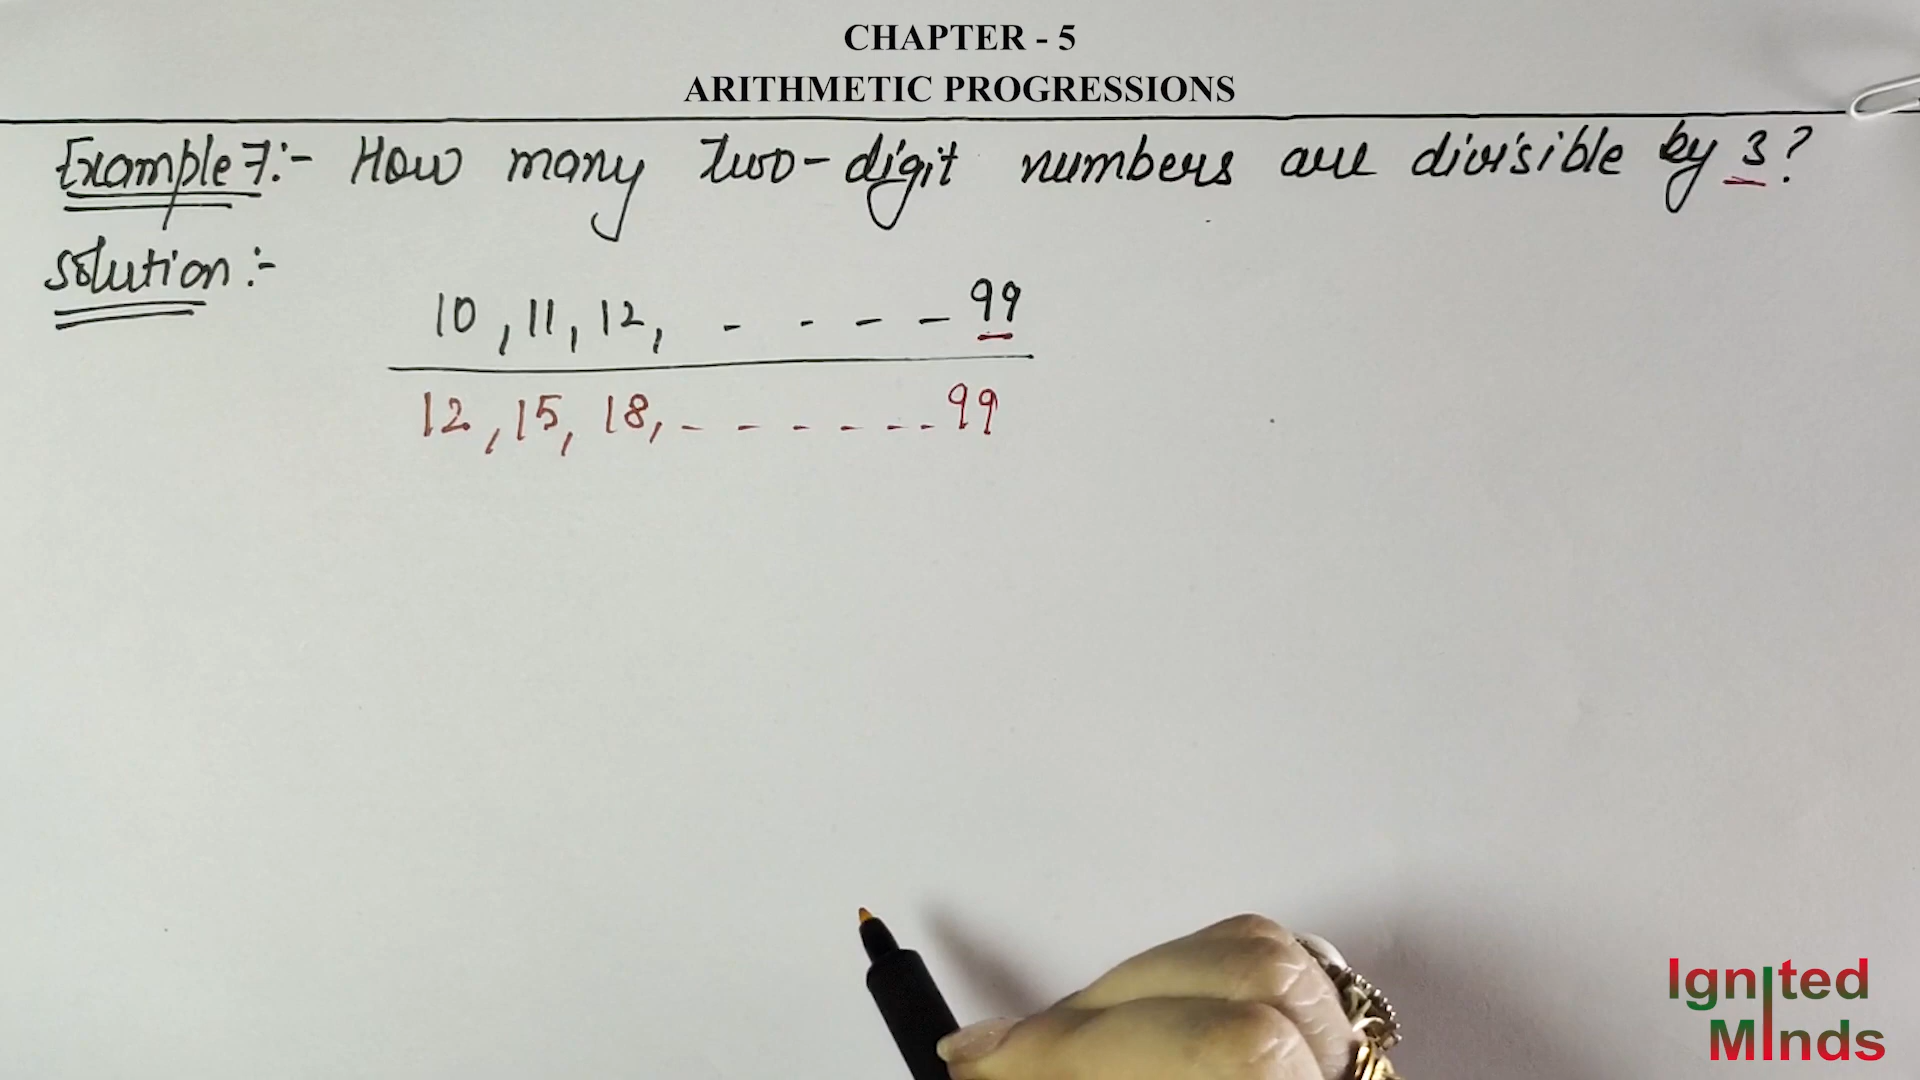 CHAPTER - 5
ARITHMETIC PROGRESSIONS
Example 7:- How many two-digit numbers are divisible by 3?
Solution:-
10, 11, 12, - - - - 99
12, 15, 18, - - - - - - 99
Ignited
Minds